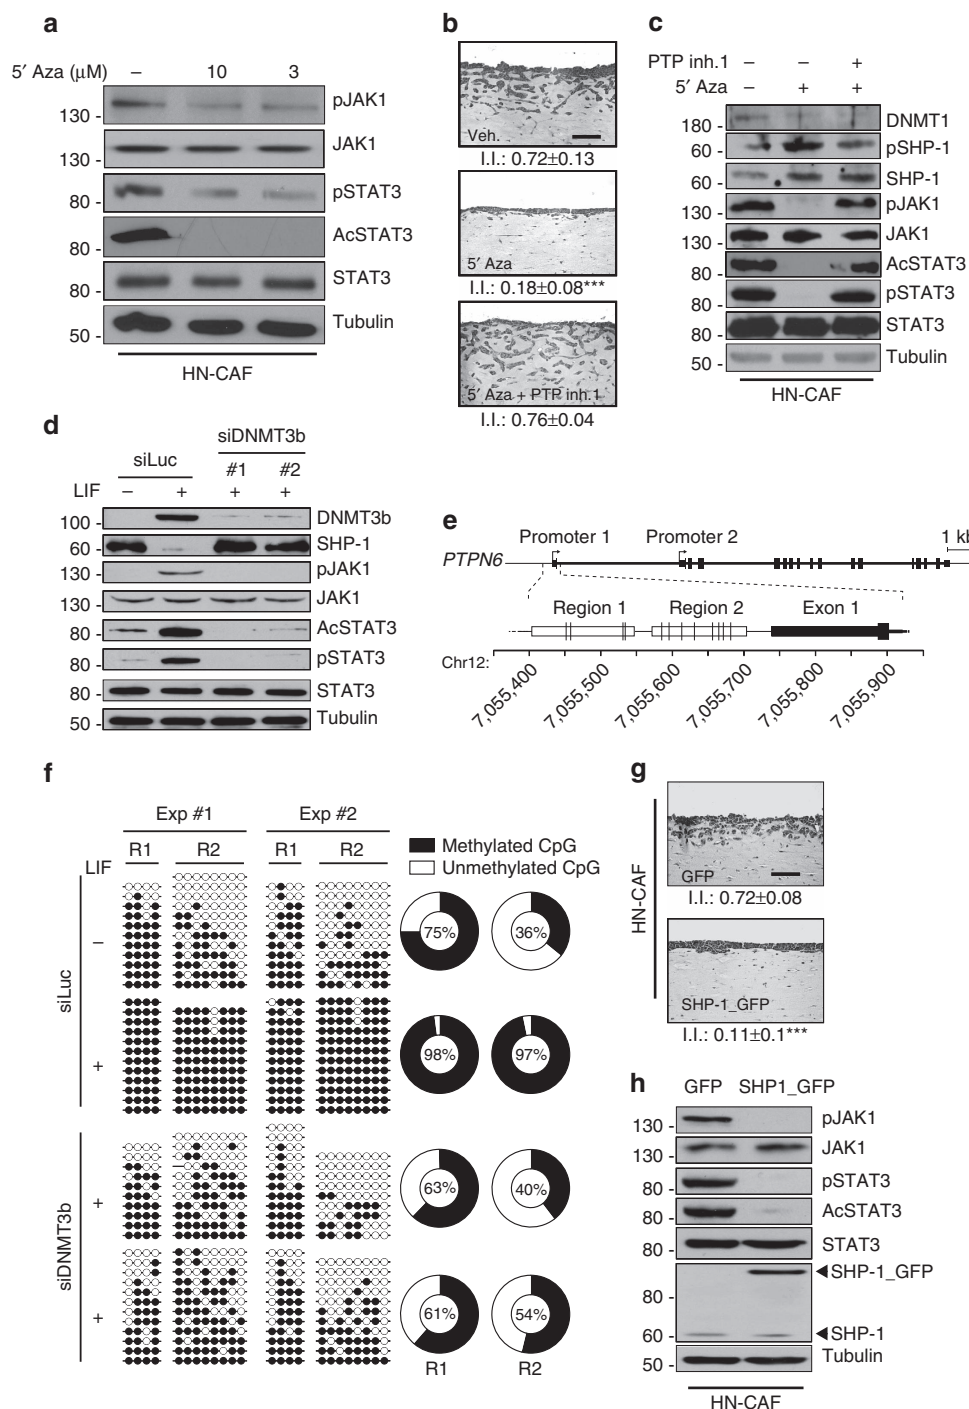 a
5′ Aza (μM) – 10 3
130 - pJAK1
130 - JAK1
80 - pSTAT3
80 - AcSTAT3
80 - STAT3
50 - Tubulin
HN-CAF
b
Veh.
I.I.: 0.72±0.13
5′ Aza
I.I.: 0.18±0.08***
5′ Aza + PTP inh.1
I.I.: 0.76±0.04
c
PTP inh.1 – – +
5′ Aza – + +
180 - DNMT1
60 - pSHP-1
60 - SHP-1
130 - pJAK1
130 - JAK1
80 - AcSTAT3
80 - pSTAT3
80 - STAT3
50 - Tubulin
HN-CAF
d
siDNMT3b
siLuc
#1 #2
LIF – + + +
100 - DNMT3b
60 - SHP-1
130 - pJAK1
130 - JAK1
80 - AcSTAT3
80 - pSTAT3
80 - STAT3
50 - Tubulin
e
Promoter 1 Promoter 2 1 kb
PTPN6
Region 1 Region 2 Exon 1
Chr12:
7,055,400 7,055,500 7,055,600 7,055,700 7,055,800 7,055,900
f
Exp #1 Exp #2
R1 R2 R1 R2
LIF
Methylated CpG
Unmethylated CpG
siLuc
–
75% 36%
+
98% 97%
siDNMT3b
+
63% 40%
+
61% 54%
R1 R2
g
HN-CAF
GFP
I.I.: 0.72±0.08
SHP-1_GFP
I.I.: 0.11±0.1***
h
GFP SHP1_GFP
130 - pJAK1
130 - JAK1
80 - pSTAT3
80 - AcSTAT3
80 - STAT3
SHP-1_GFP
80 -
60 - SHP-1
50 - Tubulin
HN-CAF